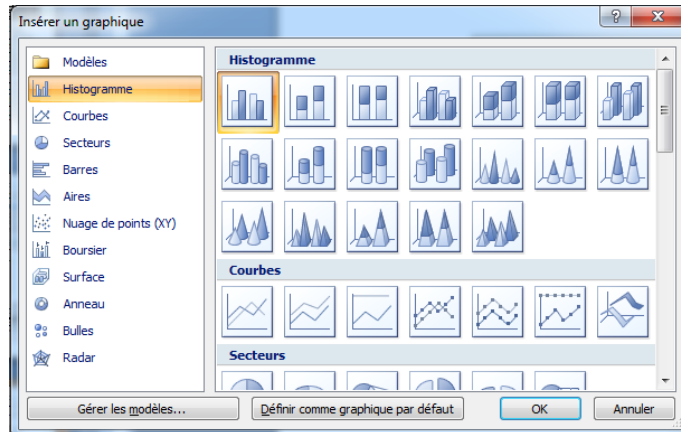 Insérer un graphique
Modèles
Histogramme
Courbes
Secteurs
Barres
Aires
Nuage de points (XY)
Boursier
Surface
Anneau
Bulles
Radar
Histogramme
Courbes
Secteurs
Gérer les modèles...
Définir comme graphique par défaut
OK
Annuler